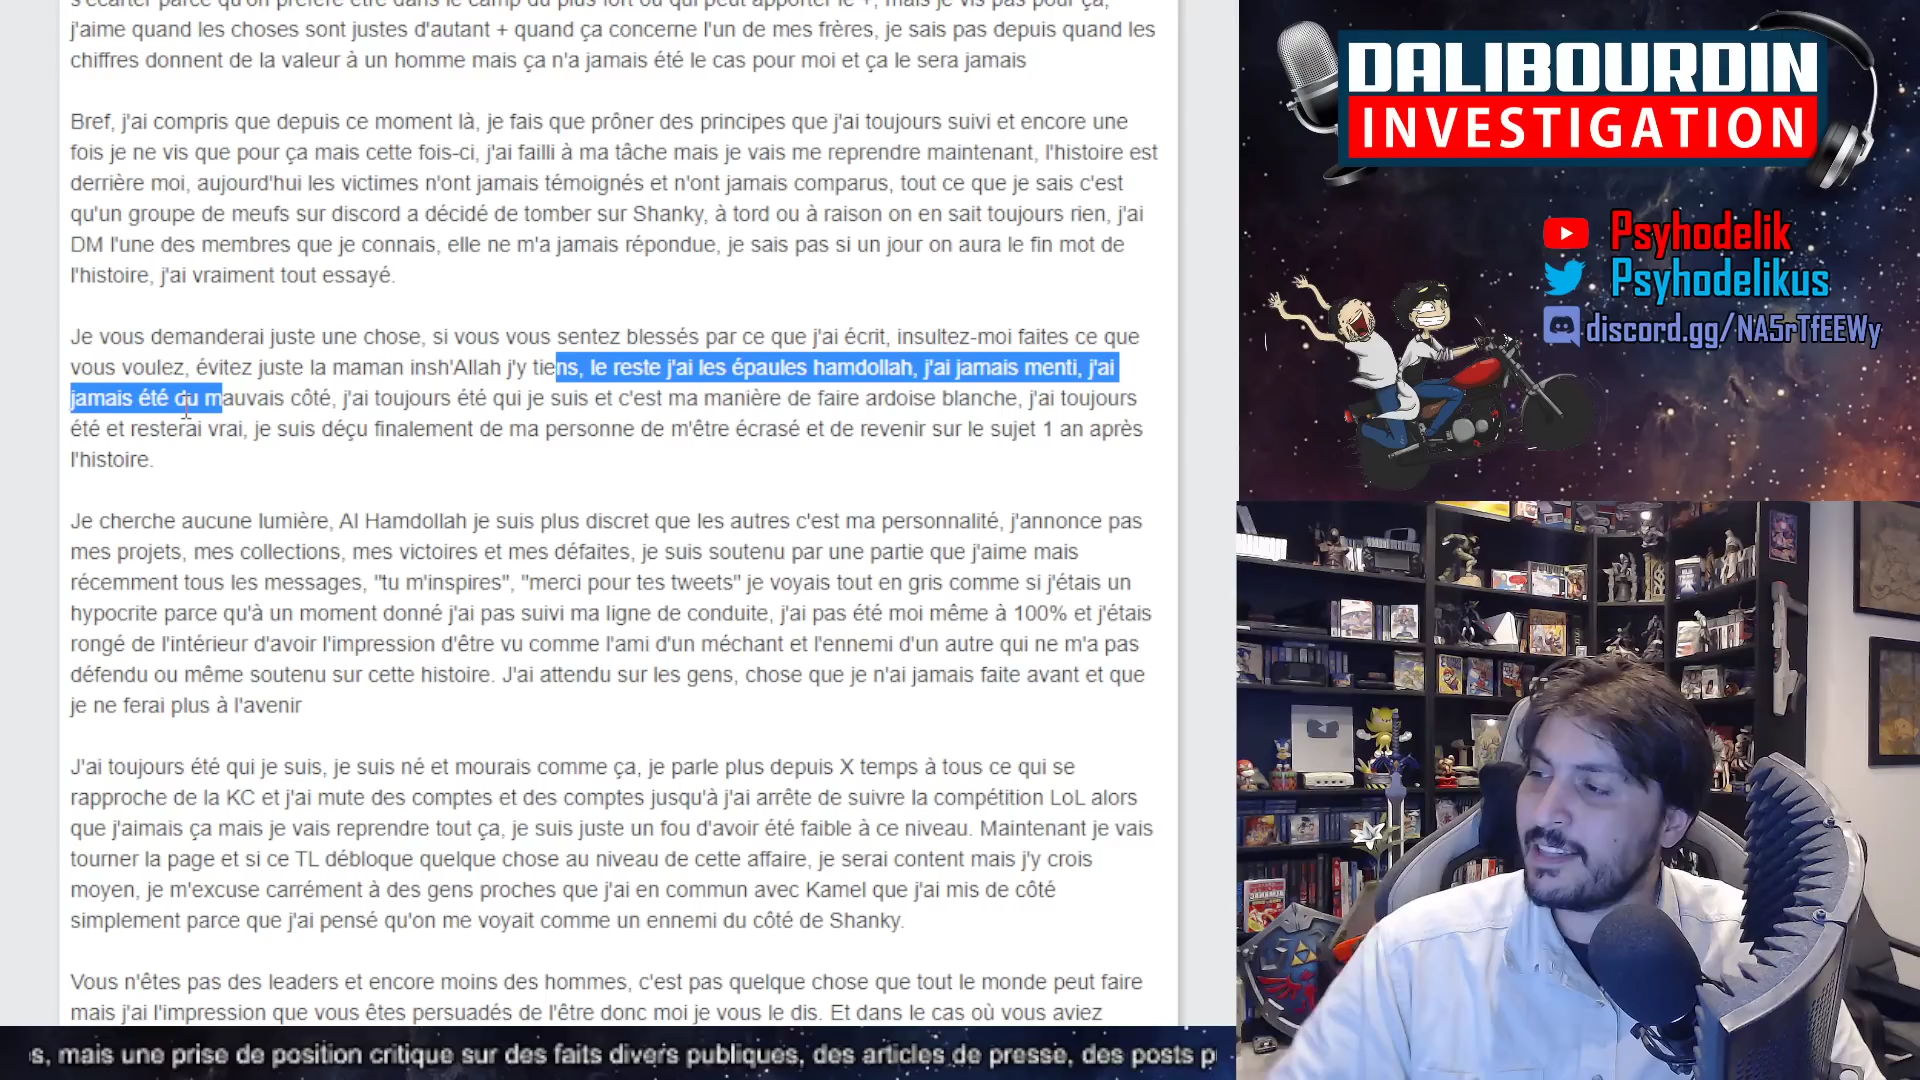 s'écarter parce qu'on préfère être dans le camp du plus fort ou qui peut apporter le +, mais je vis pas pour ça,
j'aime quand les choses sont justes d'autant + quand ça concerne l'un de mes frères, je sais pas depuis quand les
chiffres donnent de la valeur à un homme mais ça n'a jamais été le cas pour moi et ça le sera jamais
Bref, j'ai compris que depuis ce moment là, je fais que prôner des principes que j'ai toujours suivi et encore une
fois je ne vis que pour ça mais cette fois-ci, j'ai failli à ma tâche mais je vais me reprendre maintenant, l'histoire est
derrière moi, aujourd'hui les victimes n'ont jamais témoignés et n'ont jamais comparus, tout ce que je sais c'est
qu'un groupe de meufs sur discord a décidé de tomber sur Shanky, à tord ou à raison on en sait toujours rien, j'ai
DM l'une des membres que je connais, elle ne m'a jamais répondue, je sais pas si un jour on aura le fin mot de
l'histoire, j'ai vraiment tout essayé.
Je vous demanderai juste une chose, si vous vous sentez blessés par ce que j'ai écrit, insultez-moi faites ce que
vous voulez, évitez juste la maman insh'Allah j'y tiens, le reste j'ai les épaules hamdollah, j'ai jamais menti, j'ai
jamais été du mauvais côté, j'ai toujours été qui je suis et c'est ma manière de faire ardoise blanche, j'ai toujours
été et resterai vrai, je suis déçu finalement de ma personne de m'être écrasé et de revenir sur le sujet 1 an après
l'histoire.
Je cherche aucune lumière, Al Hamdollah je suis plus discret que les autres c'est ma personnalité, j'annonce pas
mes projets, mes collections, mes victoires et mes défaites, je suis soutenu par une partie que j'aime mais
récemment tous les messages, "tu m'inspires", "merci pour tes tweets" je voyais tout en gris comme si j'étais un
hypocrite parce qu'à un moment donné j'ai pas suivi ma ligne de conduite, j'ai pas été moi même à 100% et j'étais
rongé de l'intérieur d'avoir l'impression d'être vu comme l'ami d'un méchant et l'ennemi d'un autre qui ne m'a pas
défendu ou même soutenu sur cette histoire. J'ai attendu sur les gens, chose que je n'ai jamais faite avant et que
je ne ferai plus à l'avenir
J'ai toujours été qui je suis, je suis né et mourais comme ça, je parle plus depuis X temps à tous ce qui se
rapproche de la KC et j'ai mute des comptes et des comptes jusqu'à j'ai arrête de suivre la compétition LoL alors
que j'aimais ça mais je vais reprendre tout ça, je suis juste un fou d'avoir été faible à ce niveau. Maintenant je vais
tourner la page et si ce TL débloque quelque chose au niveau de cette affaire, je serai content mais j'y crois
moyen, je m'excuse carrément à des gens proches que j'ai en commun avec Kamel que j'ai mis de côté
simplement parce que j'ai pensé qu'on me voyait comme un ennemi du côté de Shanky.
Vous n'êtes pas des leaders et encore moins des hommes, c'est pas quelque chose que tout le monde peut faire
mais j'ai l'impression que vous êtes persuadés de l'être donc moi je vous le dis. Et dans le cas où vous aviez
s, mais une prise de position critique sur des faits divers publiques, des articles de presse, des posts p
DALIBOURDIN
INVESTIGATION
Psyhodelik
Psyhodelikus
discord.gg/NA5rTfEEWy